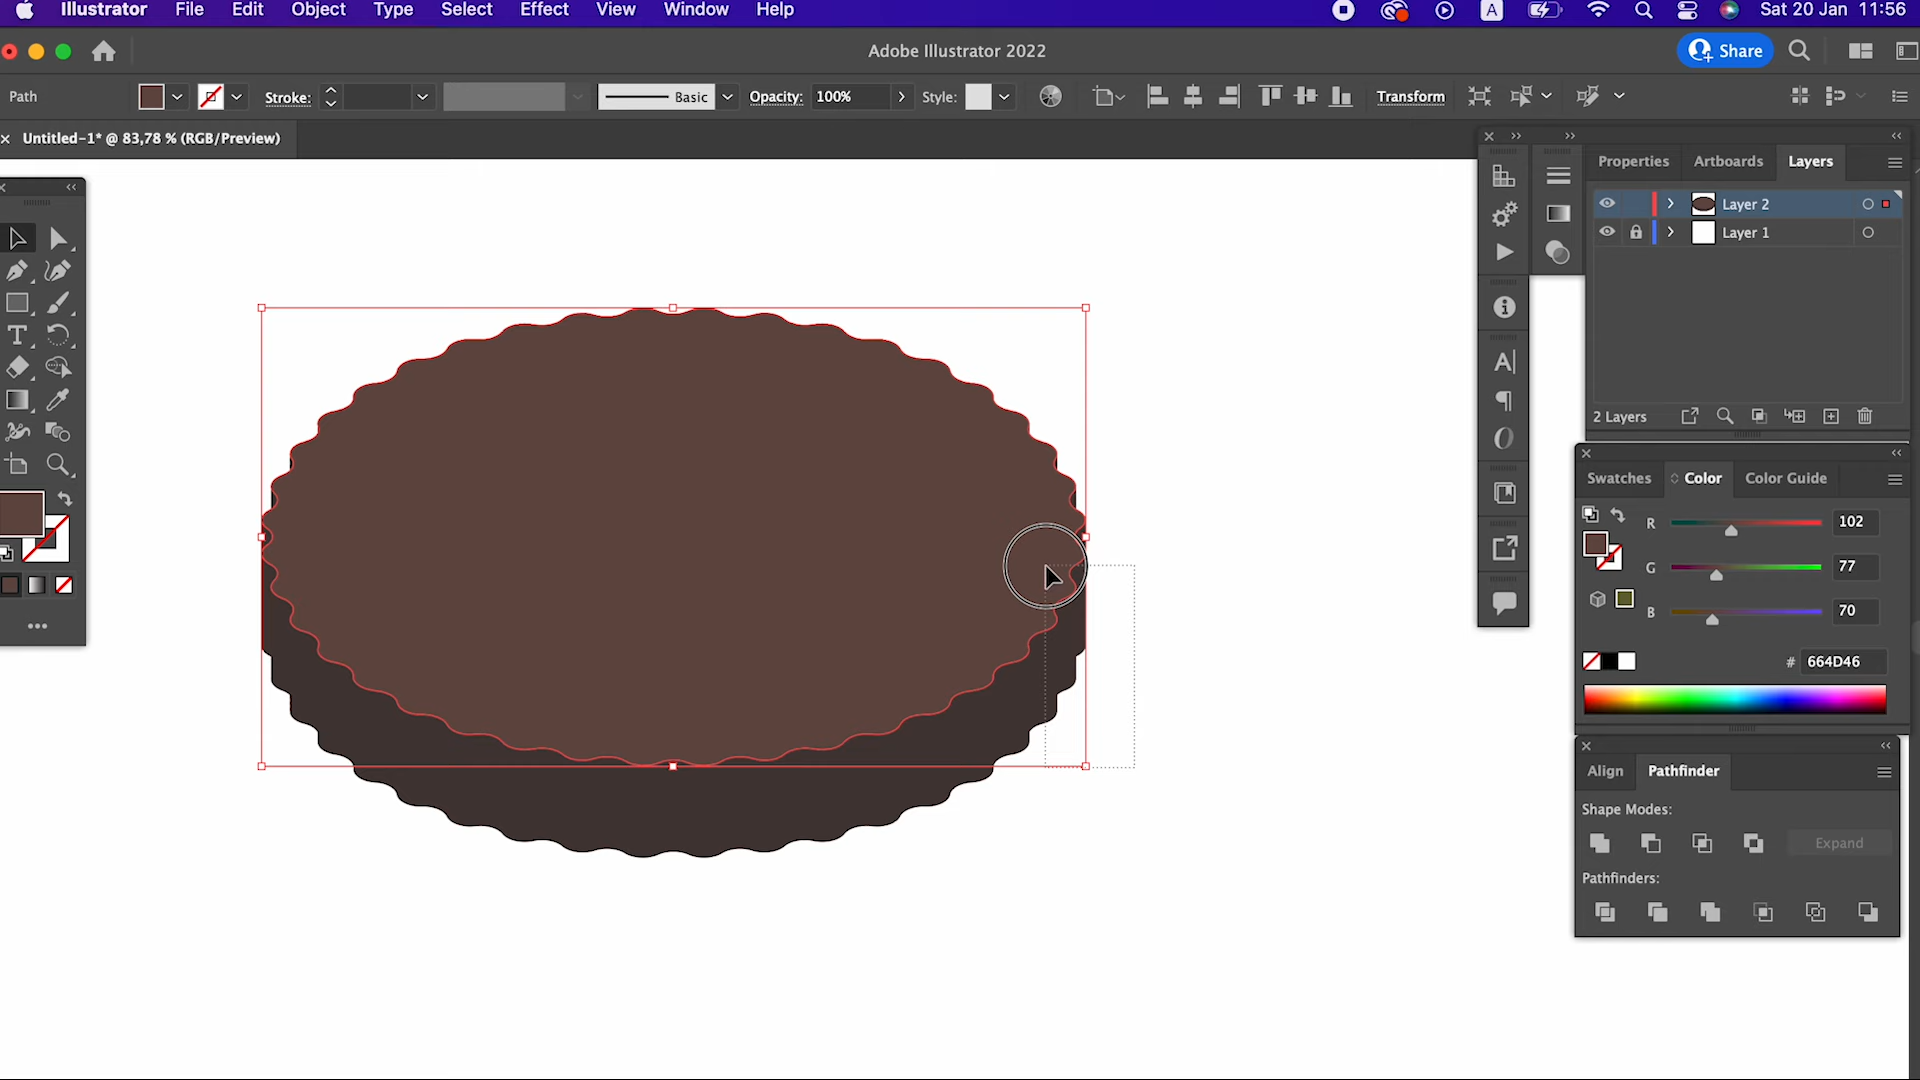 Illustrator File Edit Object Type Select Effect View Window Help A Sat 20 Jan 11:56
Adobe Illustrator 2022 Share
Path Stroke: Basic Opacity: 100% Style: Transform
Untitled-1* @ 83,78 % (RGB/Preview)
Properties Artboards Layers
Layer 2
Layer 1
2 Layers
Swatches Color Color Guide
R 102
G 77
B 70
# 664D46
Align Pathfinder
Shape Modes:
Expand
Pathfinders: